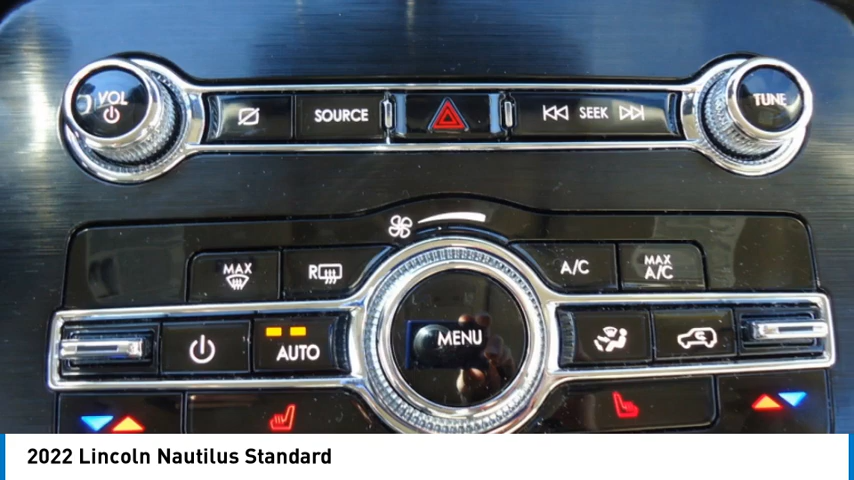 VOL
SOURCE
SEEK
TUNE
MAX
R
A/C
MAX
A/C
AUTO
MENU
2022 Lincoln Nautilus Standard